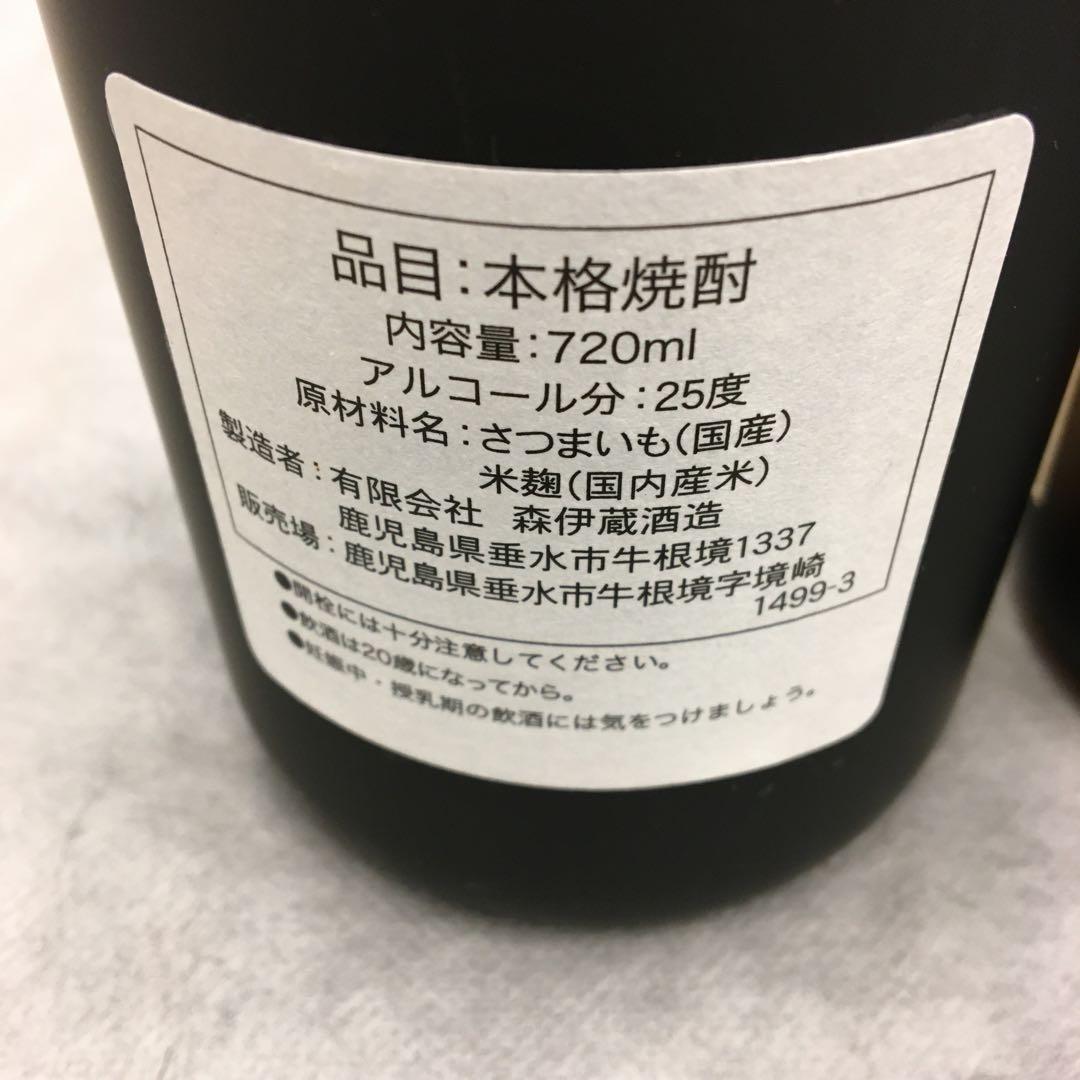 品目：本格焼酎
内容量：720ml
アルコール分：25度
原材料名：さつまいも（国産）
米麹（国内産米）
製造者：有限会社 森伊蔵酒造
鹿児島県垂水市牛根境1337
販売場：鹿児島県垂水市牛根境字境崎
1499-3
●開栓には十分注意してください。
●飲酒は20歳になってから。
●妊娠中・授乳期の飲酒には気をつけましょう。